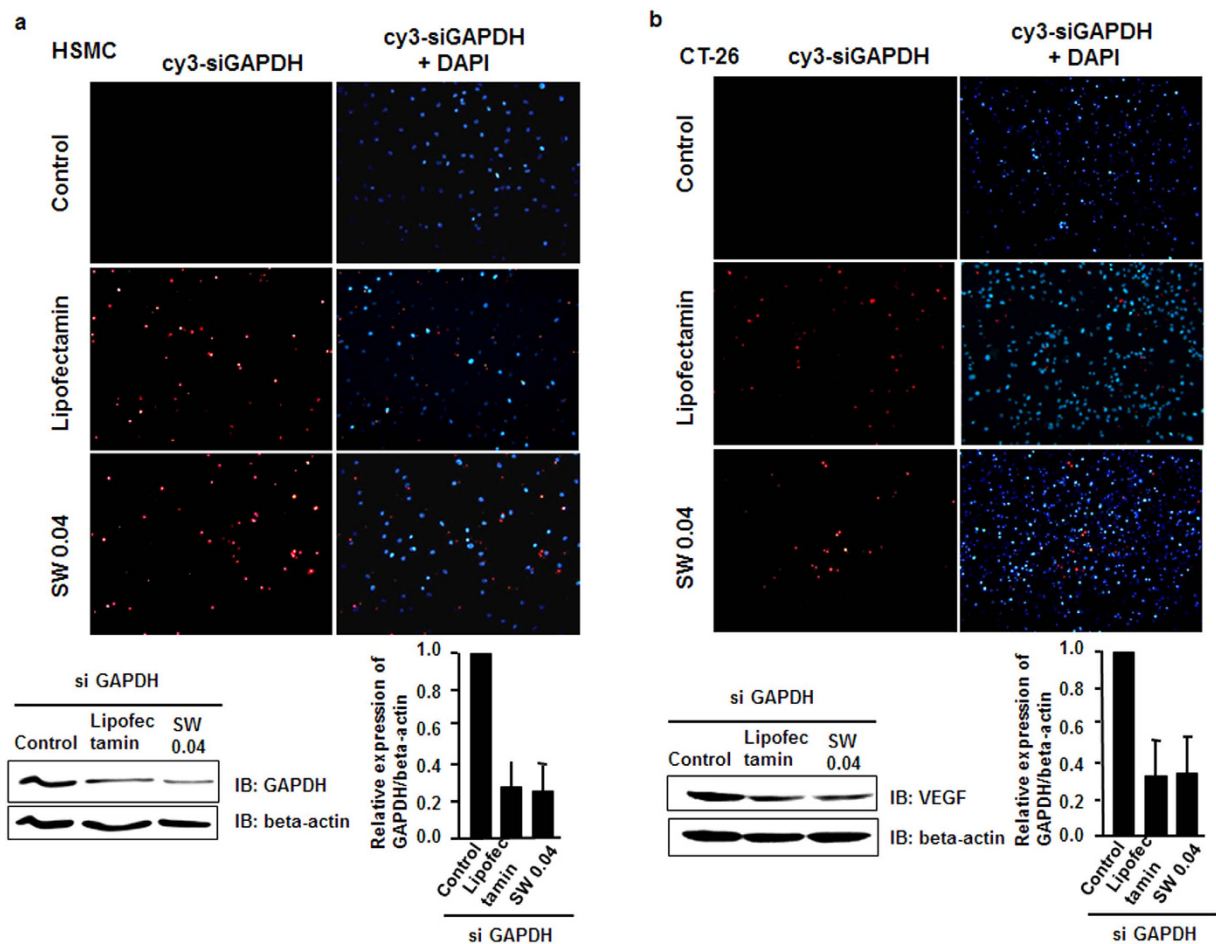 a
HSMC
cy3-siGAPDH
cy3-siGAPDH
+ DAPI
Control
Lipofectamin
SW 0.04
si GAPDH
Control
Lipofec
tamin
SW
0.04
IB: GAPDH
IB: beta-actin
Relative expression of
GAPDH/beta-actin
1.0
0.8
0.6
0.4
0.2
0.0
Control
Lipofec
tamin
SW 0.04
si GAPDH
b
CT-26
cy3-siGAPDH
cy3-siGAPDH
+ DAPI
Control
Lipofectamin
SW 0.04
si GAPDH
Control
Lipofec
tamin
SW
0.04
IB: VEGF
IB: beta-actin
Relative expression of
GAPDH/beta-actin
1.0
0.8
0.6
0.4
0.2
0.0
Control
Lipofec
tamin
SW 0.04
si GAPDH